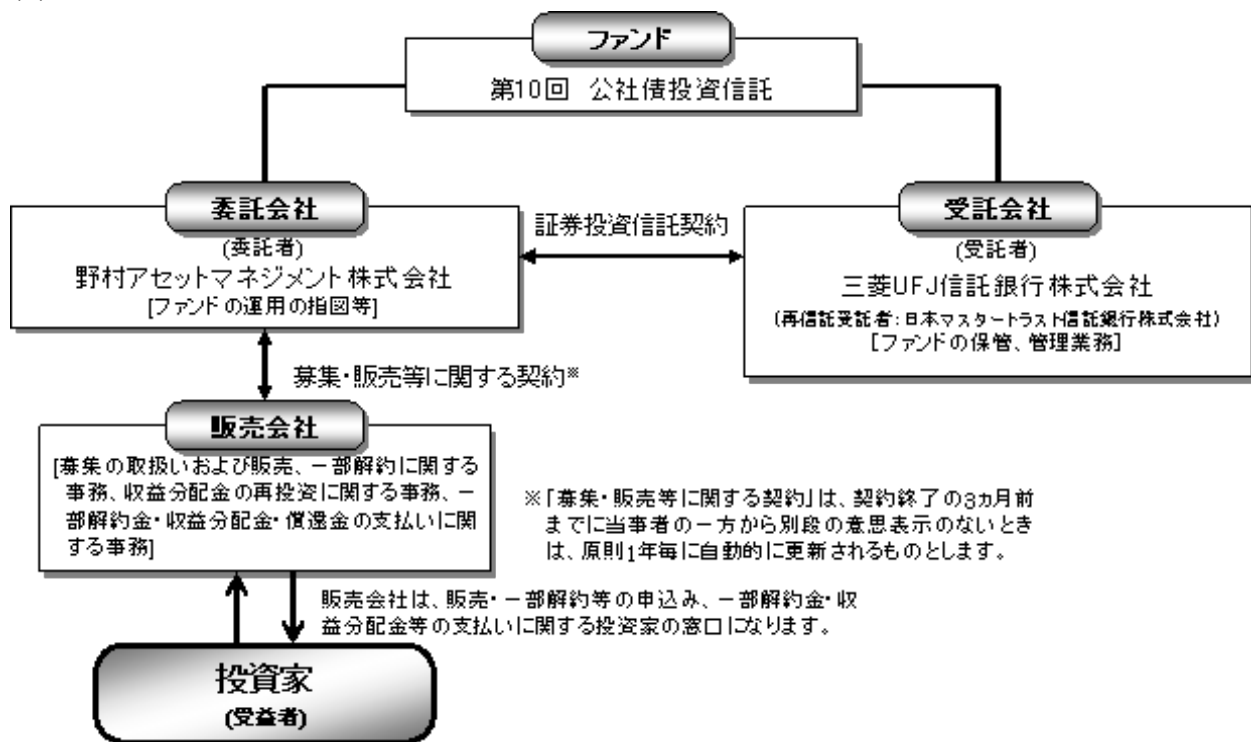 ファンド
第10回 公社債投資信託
委託会社
(委託者)
野村アセットマネジメント株式会社
[ファンドの運用の指図等]
証券投資信託契約
受託会社
(受託者)
三菱UFJ信託銀行株式会社
(再信託受託者:日本マスタートラスト信託銀行株式会社)
[ファンドの保管、管理業務]
募集・販売等に関する契約※
販売会社
[募集の取扱いおよび販売、一部解約に関する
事務、収益分配金の再投資に関する事務、一
部解約金・収益分配金・償還金の支払いに関
する事務]
※「募集・販売等に関する契約」は、契約終了の3ヵ月前
までに当事者の一方から別段の意思表示のないとき
は、原則1年毎に自動的に更新されるものとします。
販売会社は、販売・一部解約等の申込み、一部解約金・収
益分配金等の支払いに関する投資家の窓口になります。
投資家
(受益者)